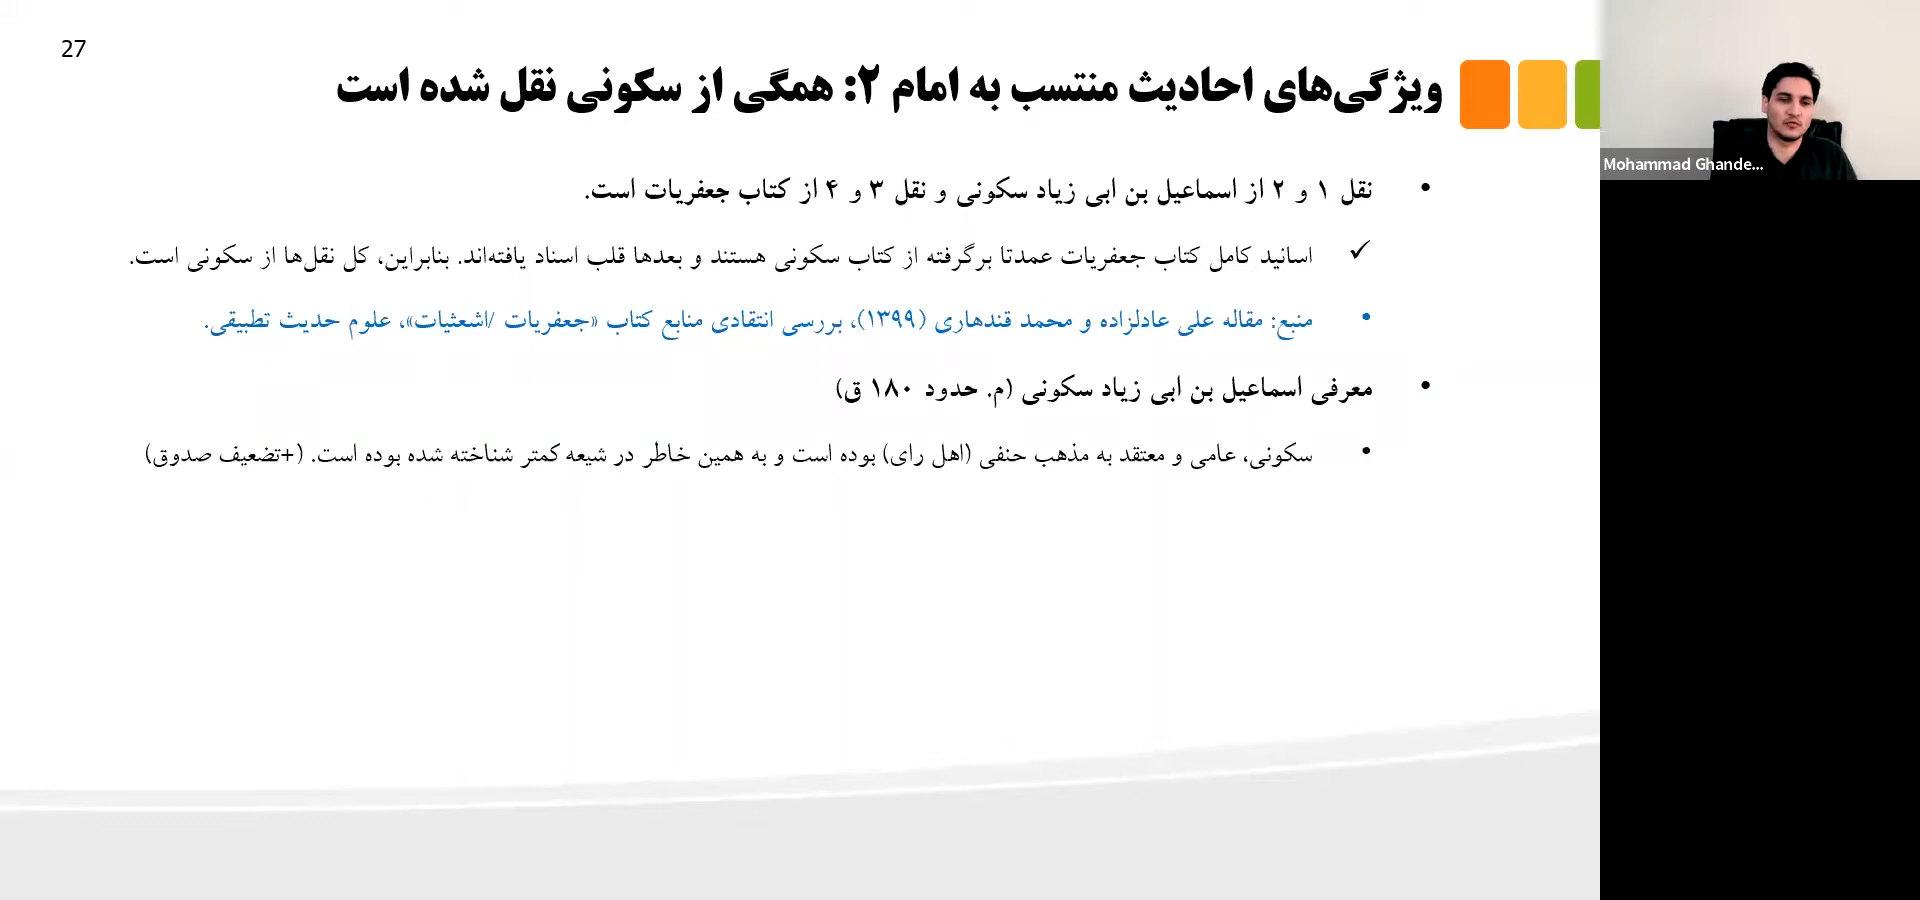 27
ویژگی‌های احادیث منتسب به امام ۲: همگی از سکونی نقل شده است
• نقل ۱ و ۲ از اسماعیل بن ابی زیاد سکونی و نقل ۳ و ۴ از کتاب جعفریات است.
✓ اسانید کامل کتاب جعفریات عمدتا برگرفته از کتاب سکونی هستند و بعدها قلب اسناد یافته‌اند. بنابراین، کل نقل‌ها از سکونی است.
• منبع: مقاله علی عادلزاده و محمد قندهاری (۱۳۹۹)، بررسی انتقادی منابع کتاب «جعفریات /اشعثیات»، علوم حدیث تطبیقی.
• معرفی اسماعیل بن ابی زیاد سکونی (م. حدود ۱۸۰ ق)
• سکونی، عامی و معتقد به مذهب حنفی (اهل رای) بوده است و به همین خاطر در شیعه کمتر شناخته شده بوده است. (+تضعیف صدوق)
Mohammad Ghande...